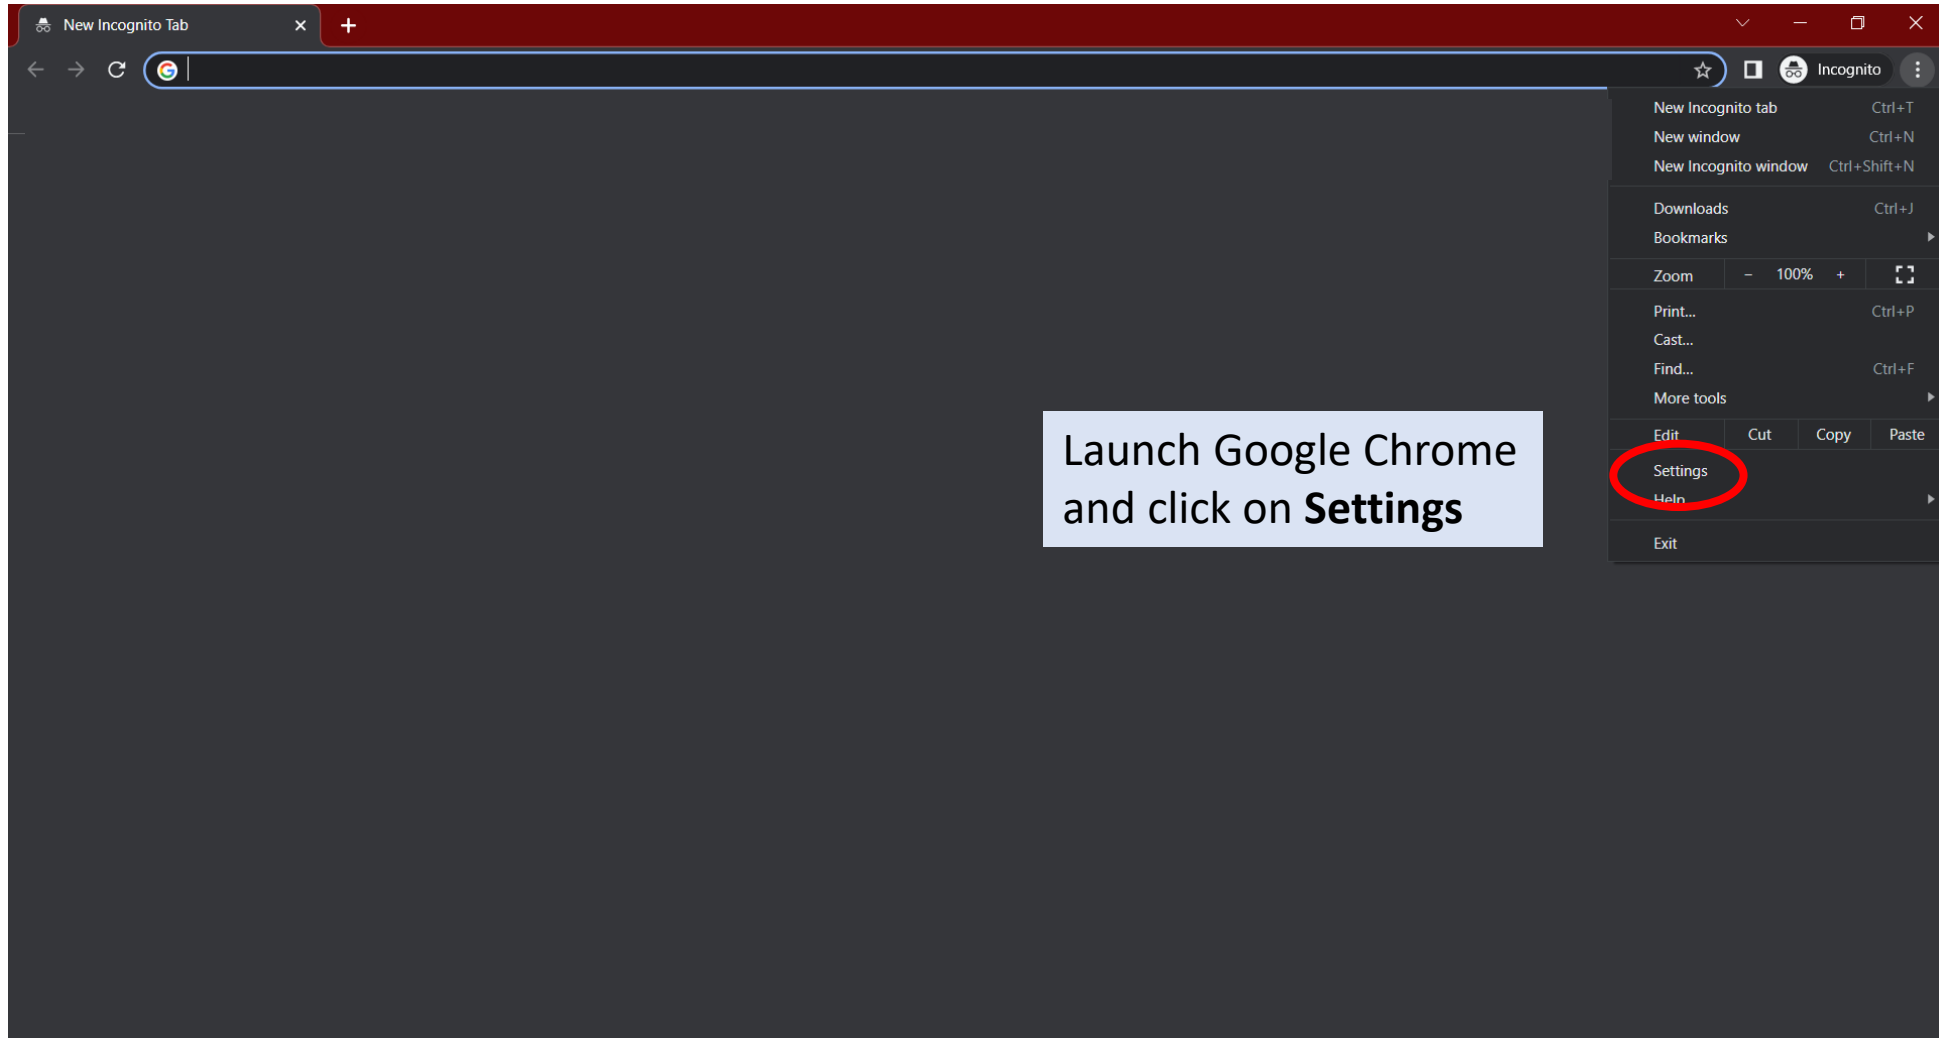 New Incognito Tab
Incognito
New Incognito tab Ctrl+T
New window Ctrl+N
New Incognito window Ctrl+Shift+N
Downloads Ctrl+J
Bookmarks
Zoom - 100% +
Print... Ctrl+P
Cast...
Find... Ctrl+F
More tools
Edit Cut Copy Paste
Settings
Help
Exit
Launch Google Chrome
and click on Settings